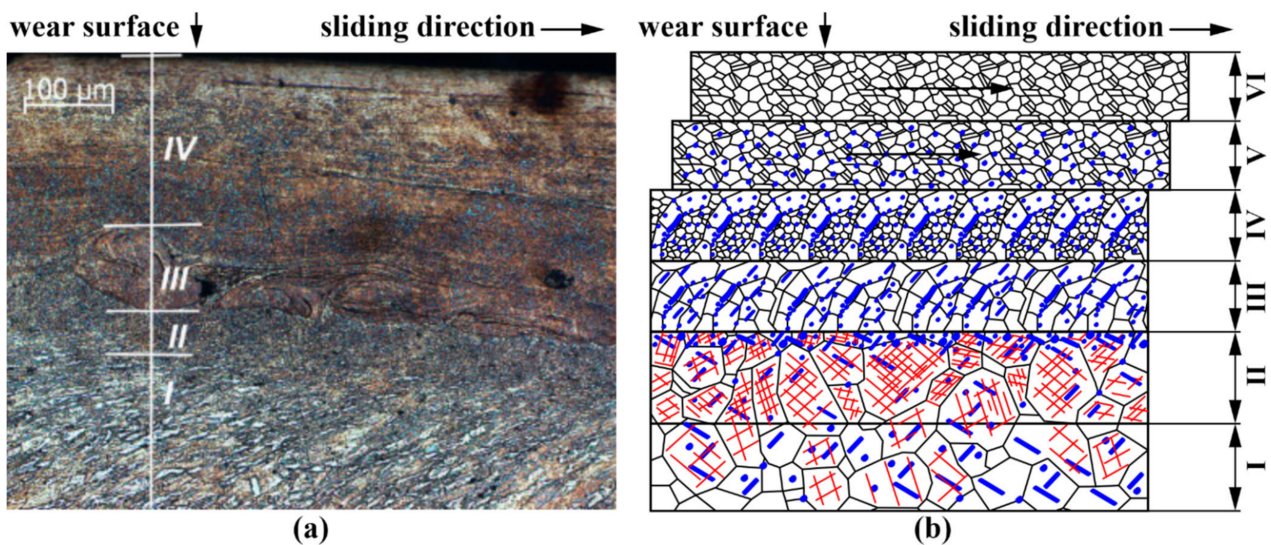 wear surface
sliding direction
wear surface
sliding direction
100 µm
IV
III
II
I
VI
V
IV
III
II
I
(a)
(b)